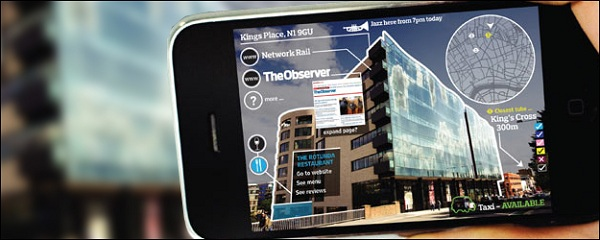 Kings Place, N1 9GU
Jazz here from 7pm today
www
Network Rail
www
TheObserver
TheObserver
?
more ...
expand page?
THE ROTUNDA
RESTAURANT
Go to website
See menu
See reviews
Closest tube ...
King's Cross
300m
Taxi - AVAILABLE